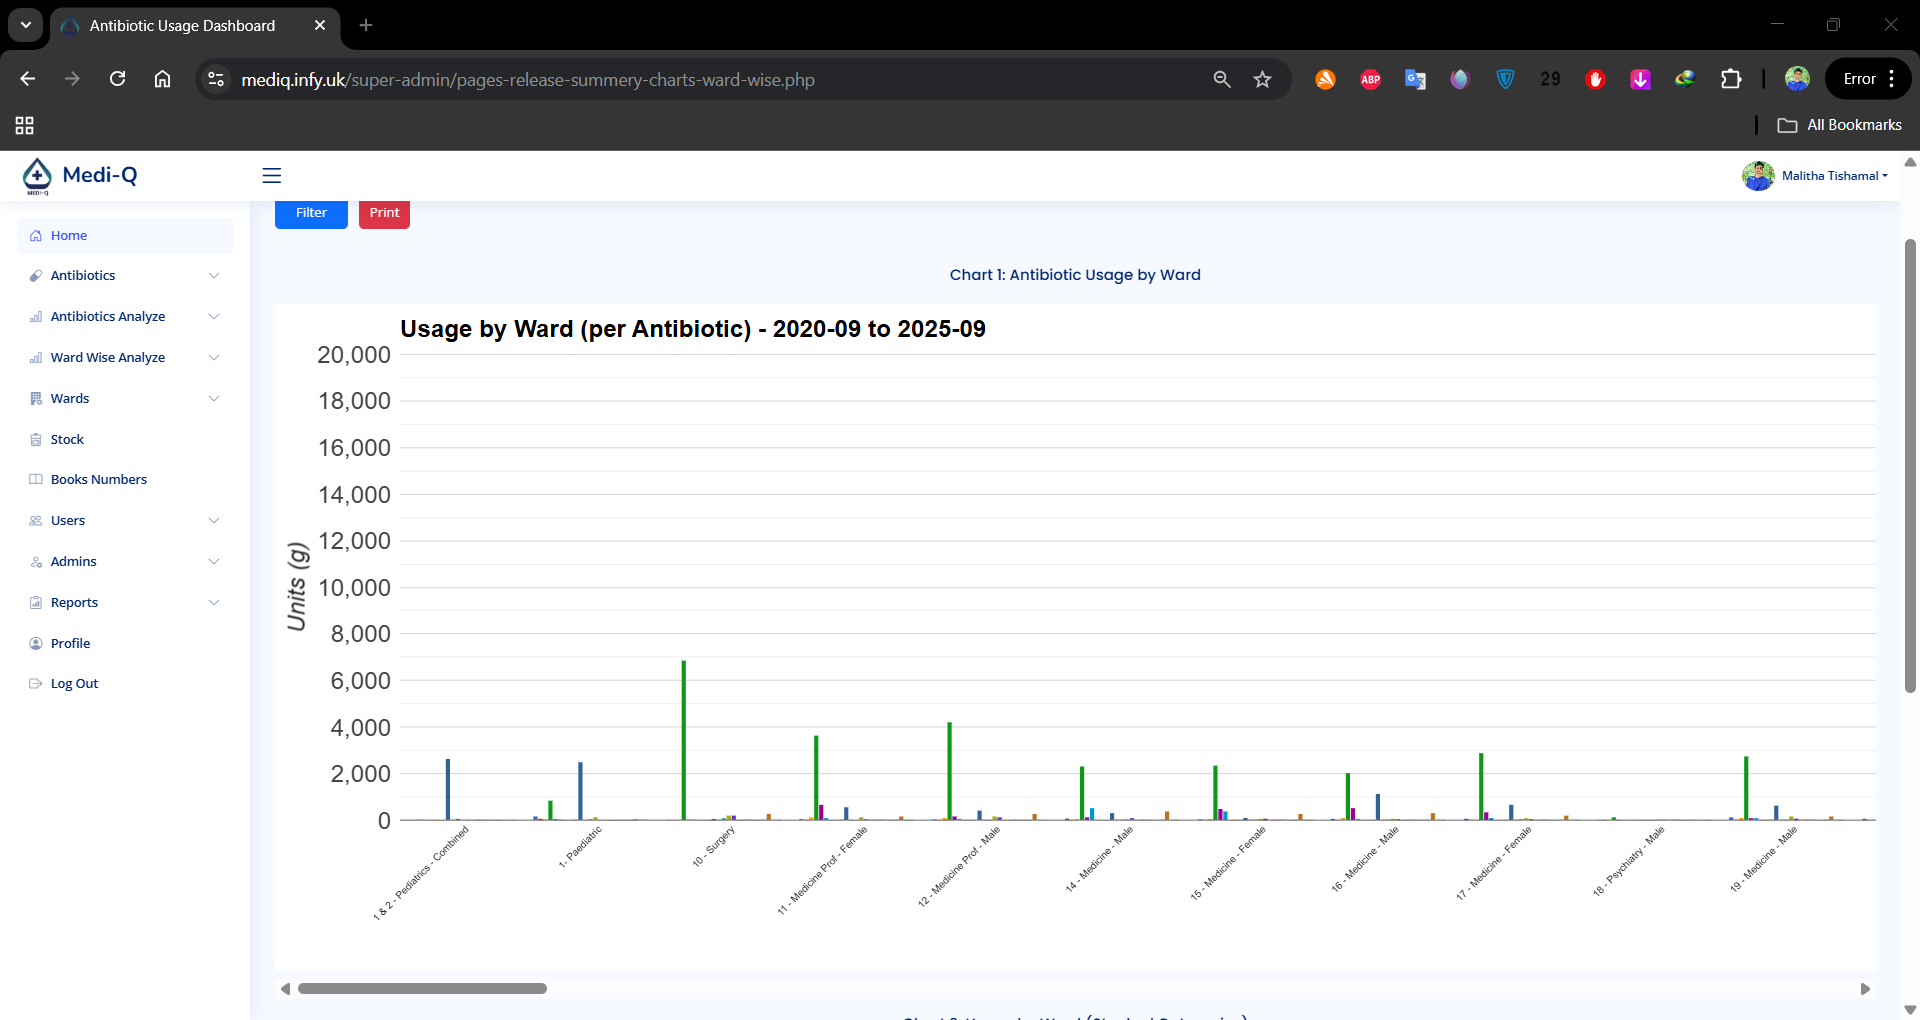 Antibiotic Usage Dashboard
mediq.infy.uk/super-admin/pages-release-summery-charts-ward-wise.php
ABP
29
Error
All Bookmarks
MEDI-Q
Medi-Q
Malitha Tishamal
Home
Antibiotics
Antibiotics Analyze
Ward Wise Analyze
Wards
Stock
Books Numbers
Users
Admins
Reports
Profile
Log Out
Filter
Print
Chart 1: Antibiotic Usage by Ward
Usage by Ward (per Antibiotic) - 2020-09 to 2025-09
Units (g)
20,000
18,000
16,000
14,000
12,000
10,000
8,000
6,000
4,000
2,000
0
1 & 2 - Pediatrics - Combined
1- Paediatric
10 - Surgery
11 - Medicine Prof - Female
12 - Medicine Prof - Male
14 - Medicine - Male
15 - Medicine - Female
16 - Medicine - Male
17 - Medicine - Female
18 - Psychiatry - Male
19 - Medicine - Male